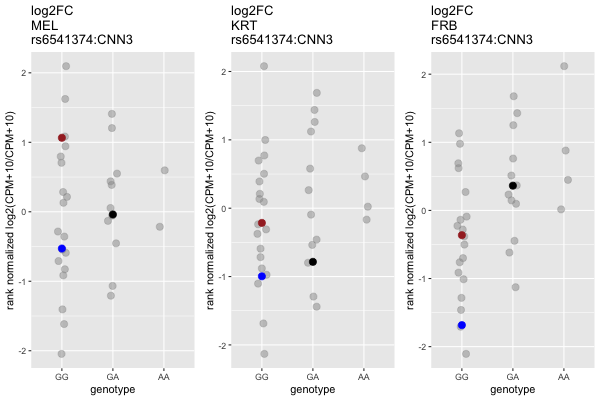 log2FC
MEL
rs6541374:CNN3
rank normalized log2(CPM+10/CPM+10)
2
1
0
-1
-2
GG
GA
AA
genotype
log2FC
KRT
rs6541374:CNN3
rank normalized log2(CPM+10/CPM+10)
2
1
0
-1
-2
GG
GA
AA
genotype
log2FC
FRB
rs6541374:CNN3
rank normalized log2(CPM+10/CPM+10)
2
1
0
-1
-2
GG
GA
AA
genotype